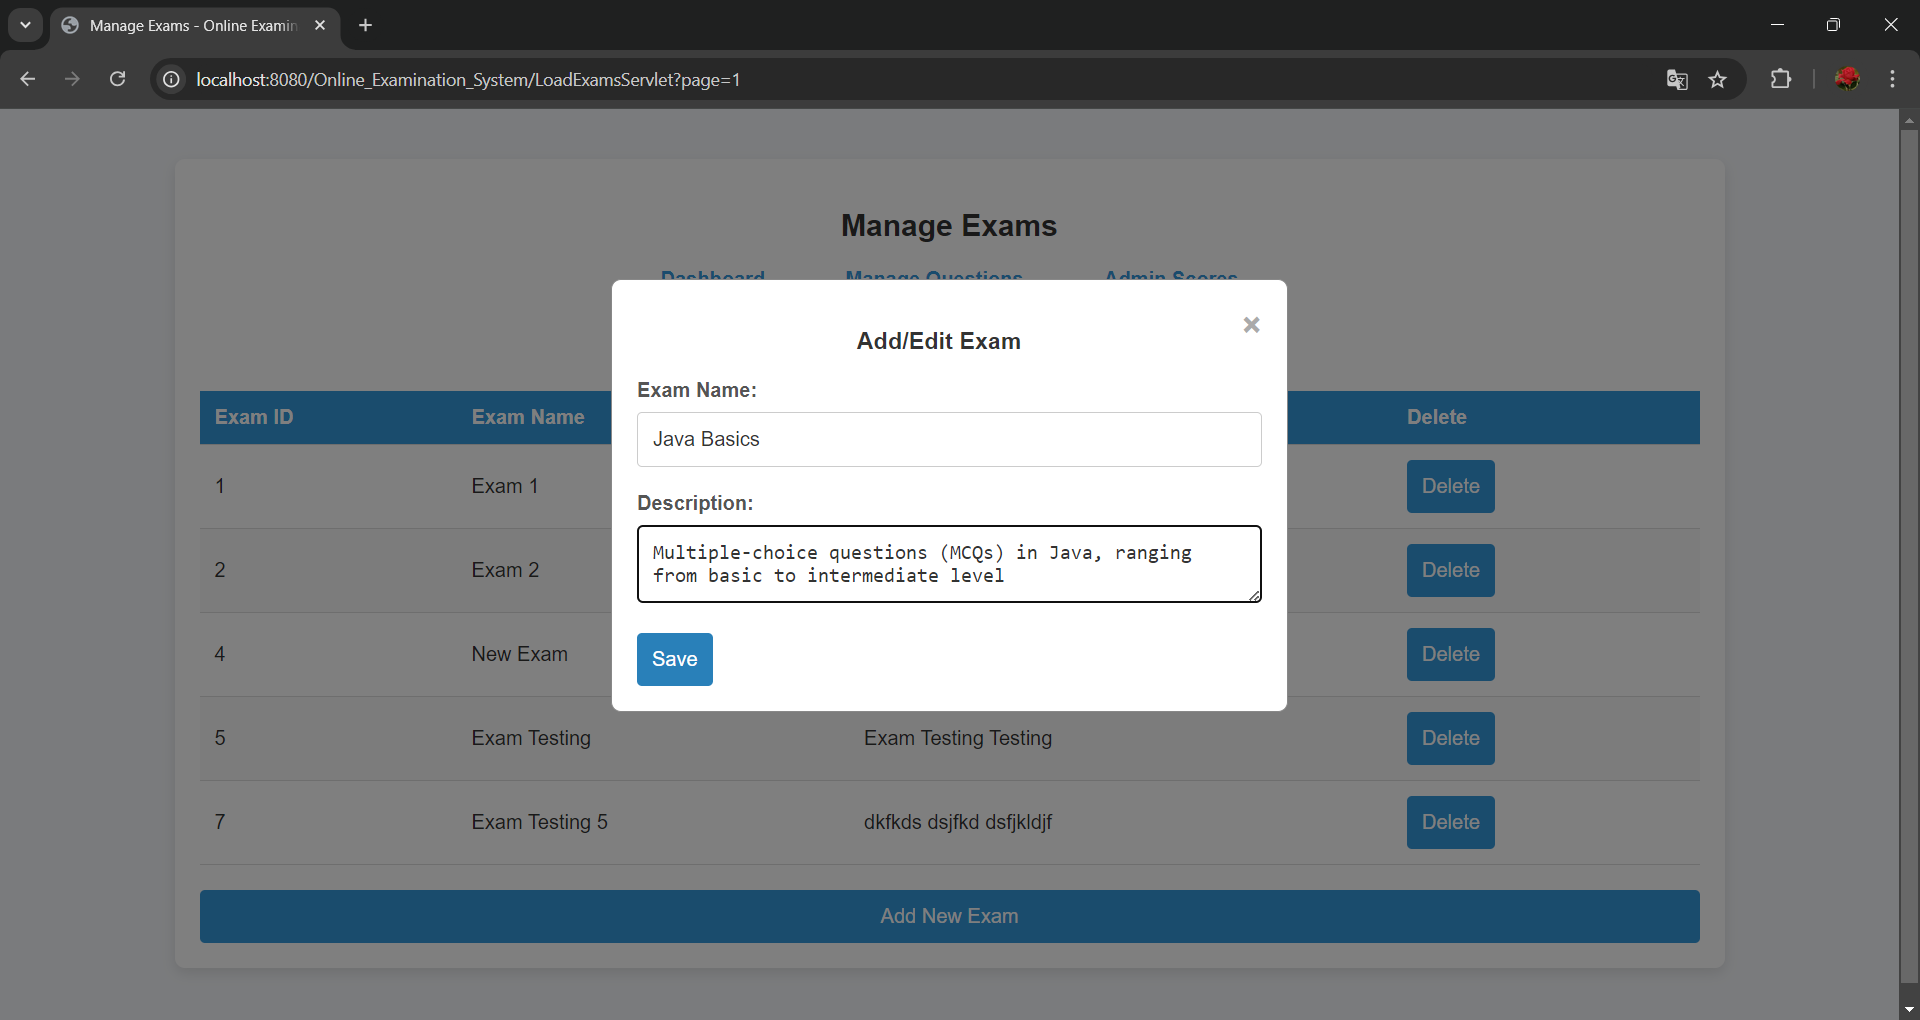 Manage Exams - Online Examin
localhost:8080/Online_Examination_System/LoadExamsServlet?page=1
Manage Exams
Dashboard Manage Questions Admin Scores
Add/Edit Exam
Exam Name:
Java Basics
Description:
Multiple-choice questions (MCQs) in Java, ranging
from basic to intermediate level
Save
Exam ID Exam Name Delete
1 Exam 1 Delete
2 Exam 2 Delete
4 New Exam Delete
5 Exam Testing Exam Testing Testing Delete
7 Exam Testing 5 dkfkds dsjfkd dsfjkldjf Delete
Add New Exam